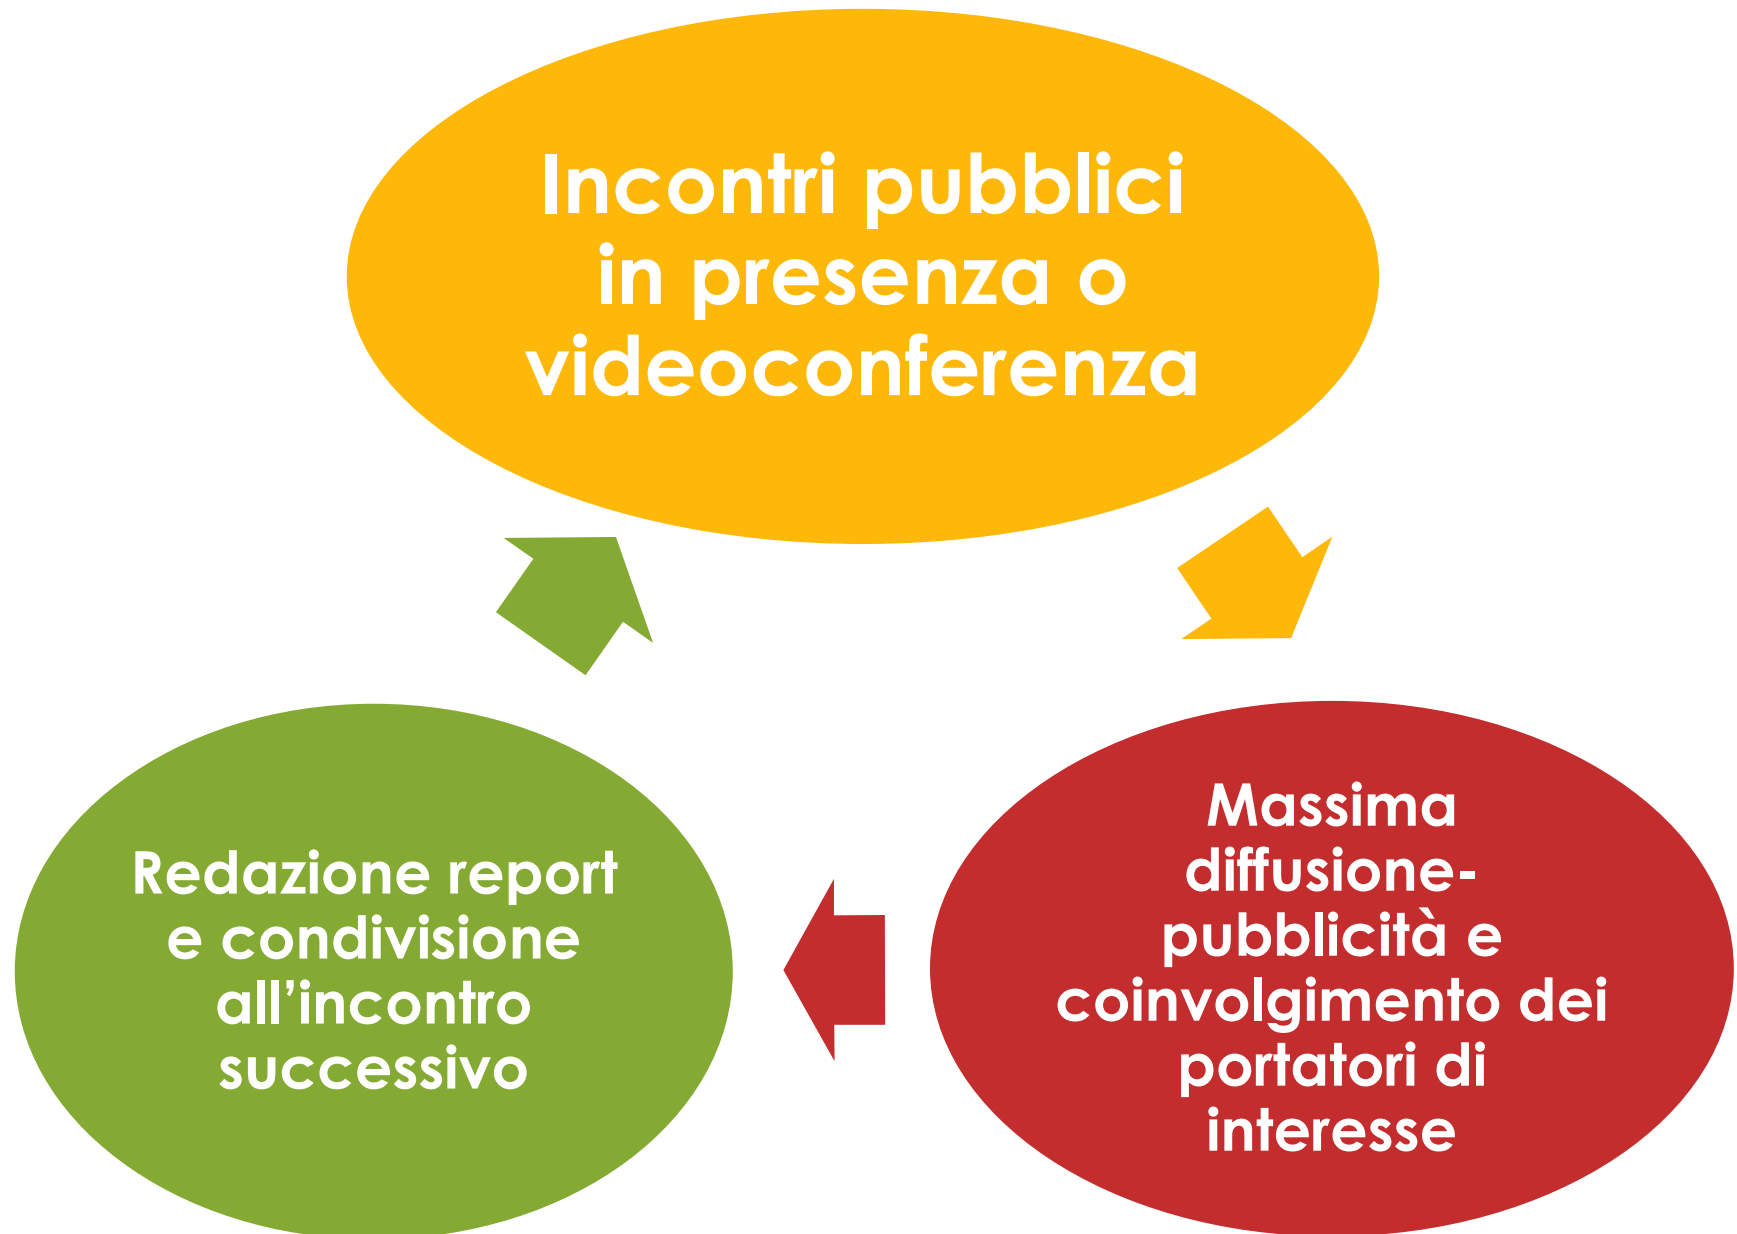 Incontri pubblici
in presenza o
videoconferenza
Massima
diffusione-
pubblicità e
coinvolgimento dei
portatori di
interesse
Redazione report
e condivisione
all’incontro
successivo